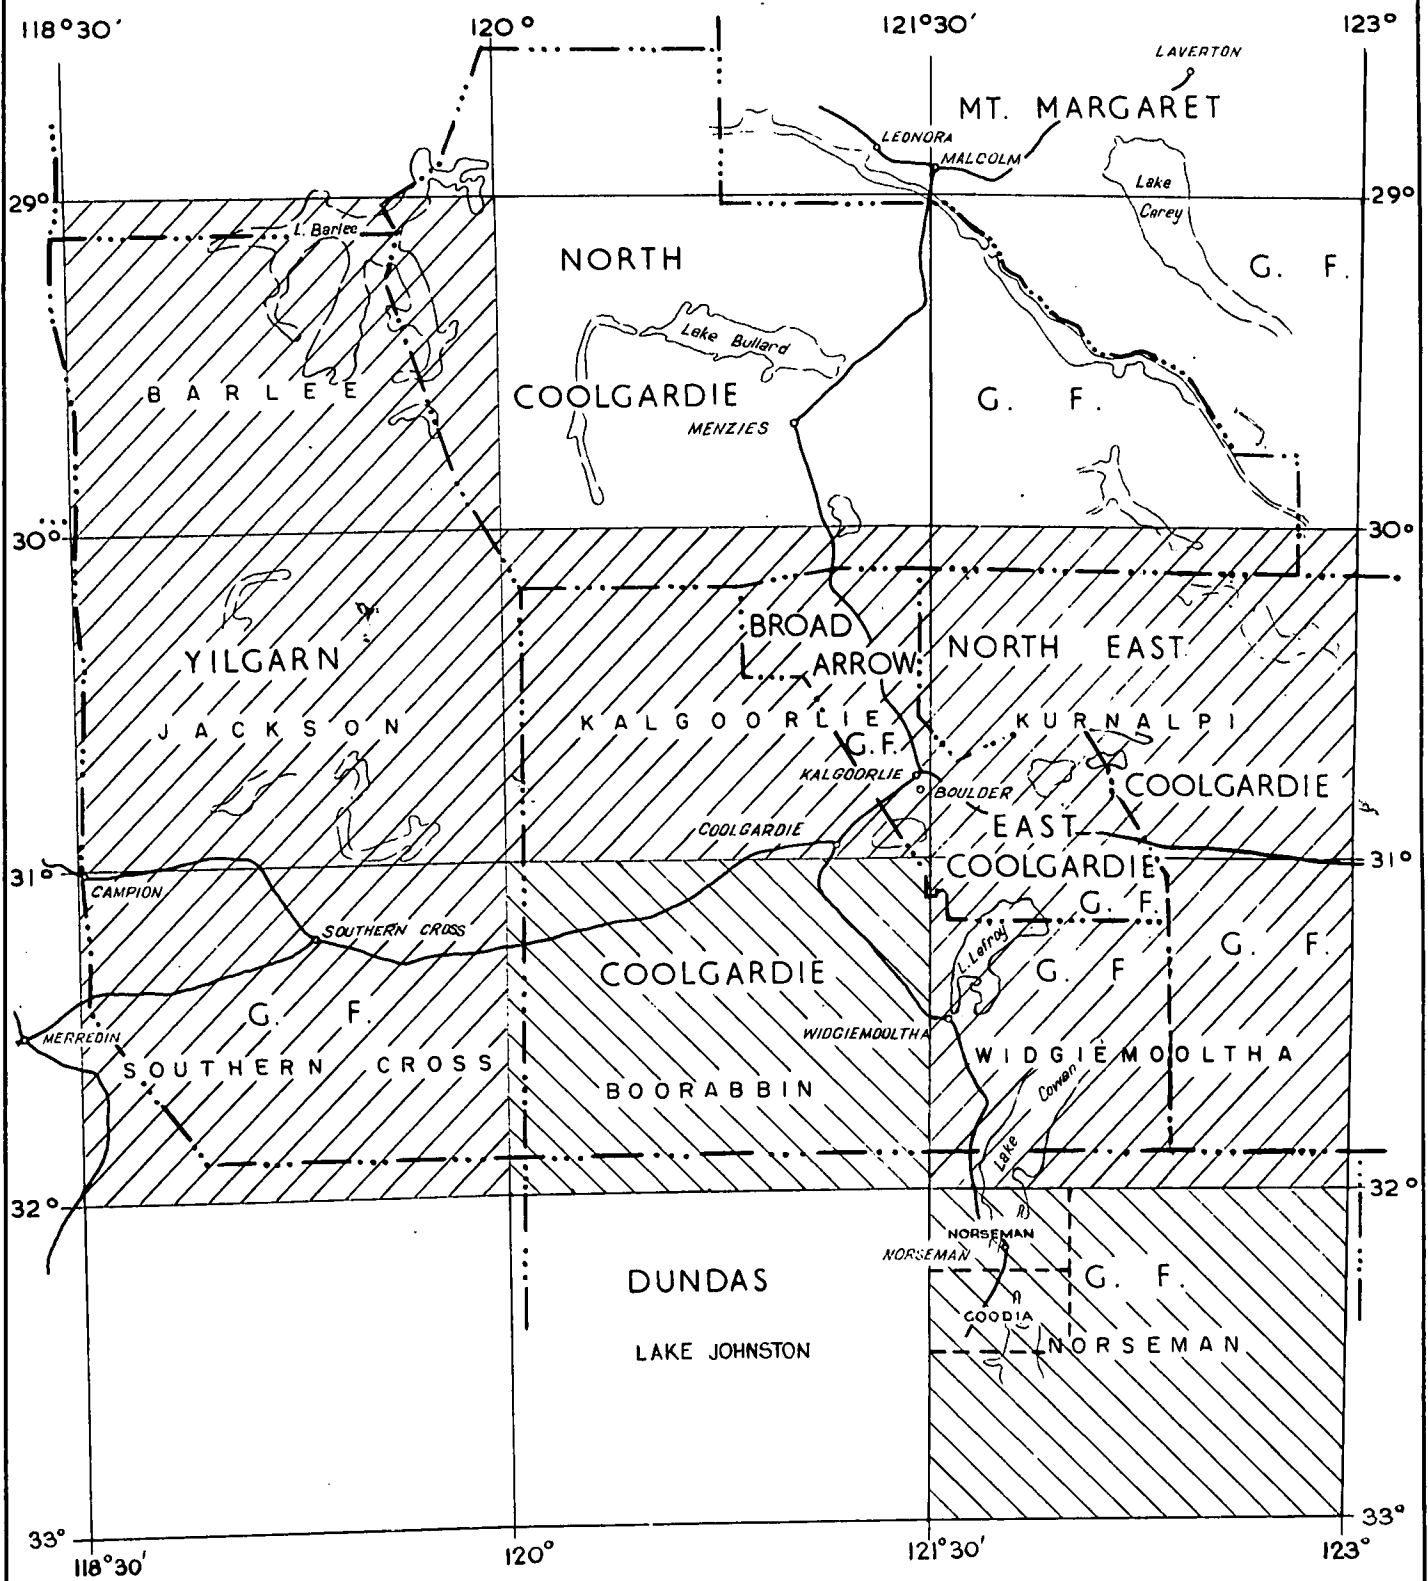 118°30' 120° 121°30' 123°
LAVERTON
MT. MARGARET
LEONORA
MALCOLM
29° 29°
Lake
Carey
L. Barlee
NORTH
G. F.
Lake Bullard
BARLEE
COOLGARDIE
G. F.
MENZIES
30° 30°
BROAD
YILGARN
ARROW
NORTH EAST
JACKSON
KALGOORLIE
KURNALPI
G. F.
KALGOORLIE
BOULDER
COOLGARDIE
COOLGARDIE
EAST
31° 31°
COOLGARDIE
CAMPION
G. F.
SOUTHERN CROSS
L. Lefroy
G. F.
COOLGARDIE
G. F
G. F.
WIDGIEMOOLTHA
MERREDIN
SOUTHERN CROSS
WIDGIEMOOLTHA
BOORABBIN
Lake Cowan
32° 32°
NORSEMAN
NORSEMAN
DUNDAS
G. F.
GOODIA
LAKE JOHNSTON
NORSEMAN
33° 33°
118°30' 120° 121°30' 123°